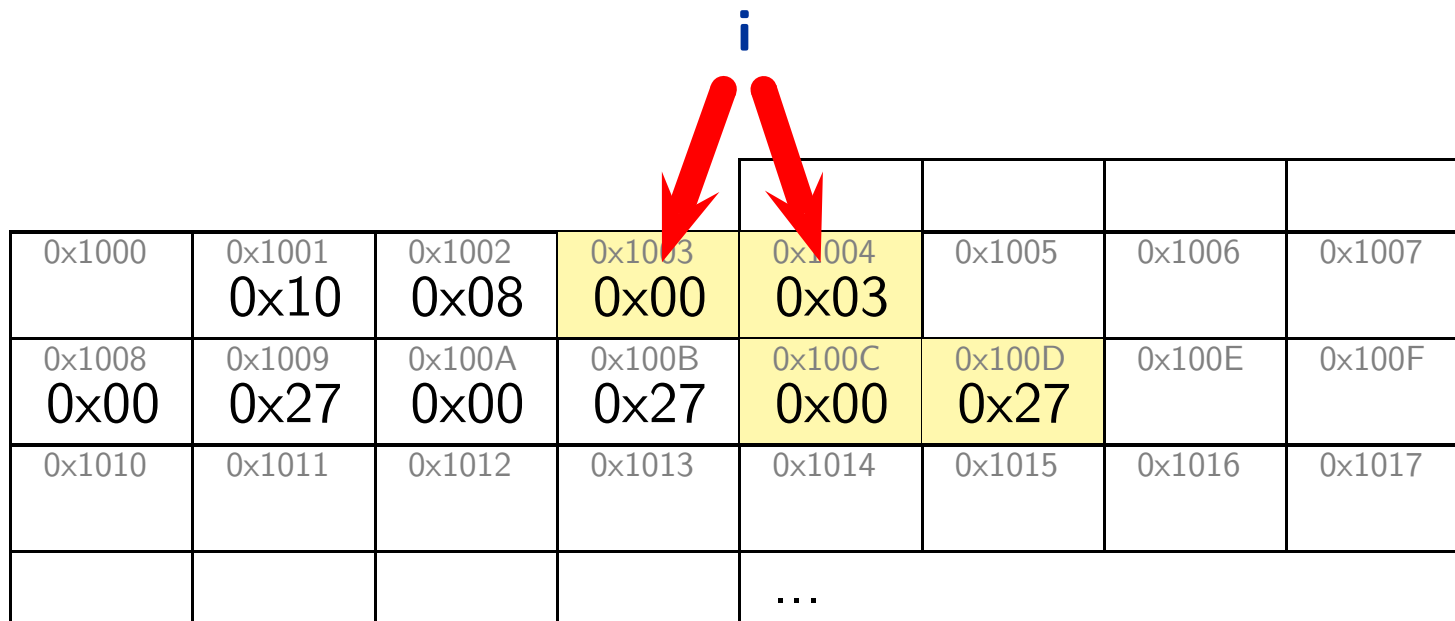 i
0x1000 0x1001 0x1002 0x1003 0x1004 0x1005 0x1006 0x1007
0x10 0x08 0x00 0x03
0x1008 0x1009 0x100A 0x100B 0x100C 0x100D 0x100E 0x100F
0x00 0x27 0x00 0x27 0x00 0x27
0x1010 0x1011 0x1012 0x1013 0x1014 0x1015 0x1016 0x1017
...